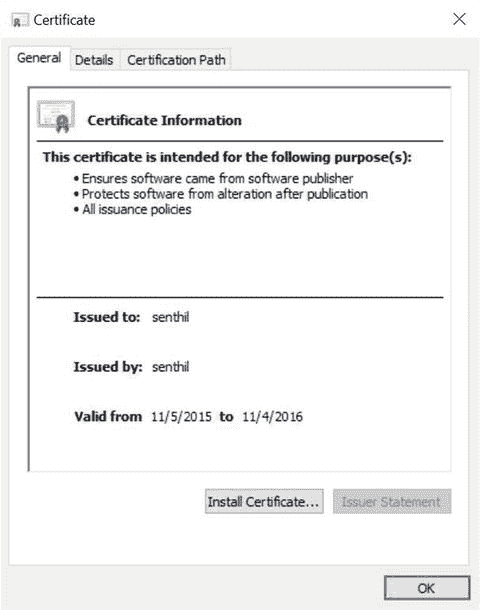 Certificate
General Details Certification Path
Certificate Information
This certificate is intended for the following purpose(s):
• Ensures software came from software publisher
• Protects software from alteration after publication
• All issuance policies
Issued to: senthil
Issued by: senthil
Valid from 11/5/2015 to 11/4/2016
Install Certificate... Issuer Statement
OK